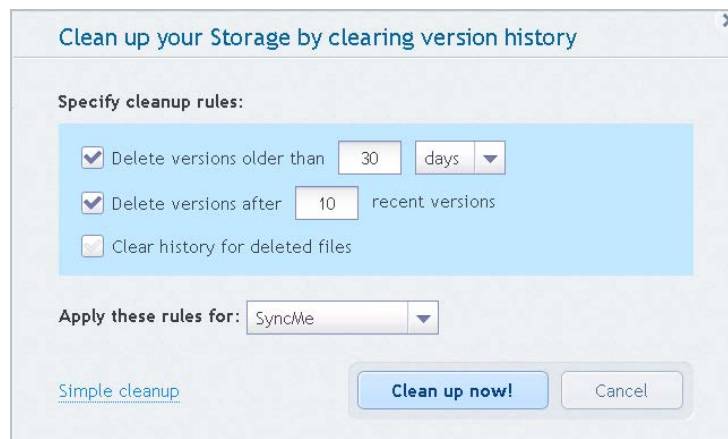 Clean up your Storage by clearing version history
Specify cleanup rules:
Delete versions older than 30 days
Delete versions after 10 recent versions
Clear history for deleted files
Apply these rules for: SyncMe
Simple cleanup Clean up now! Cancel